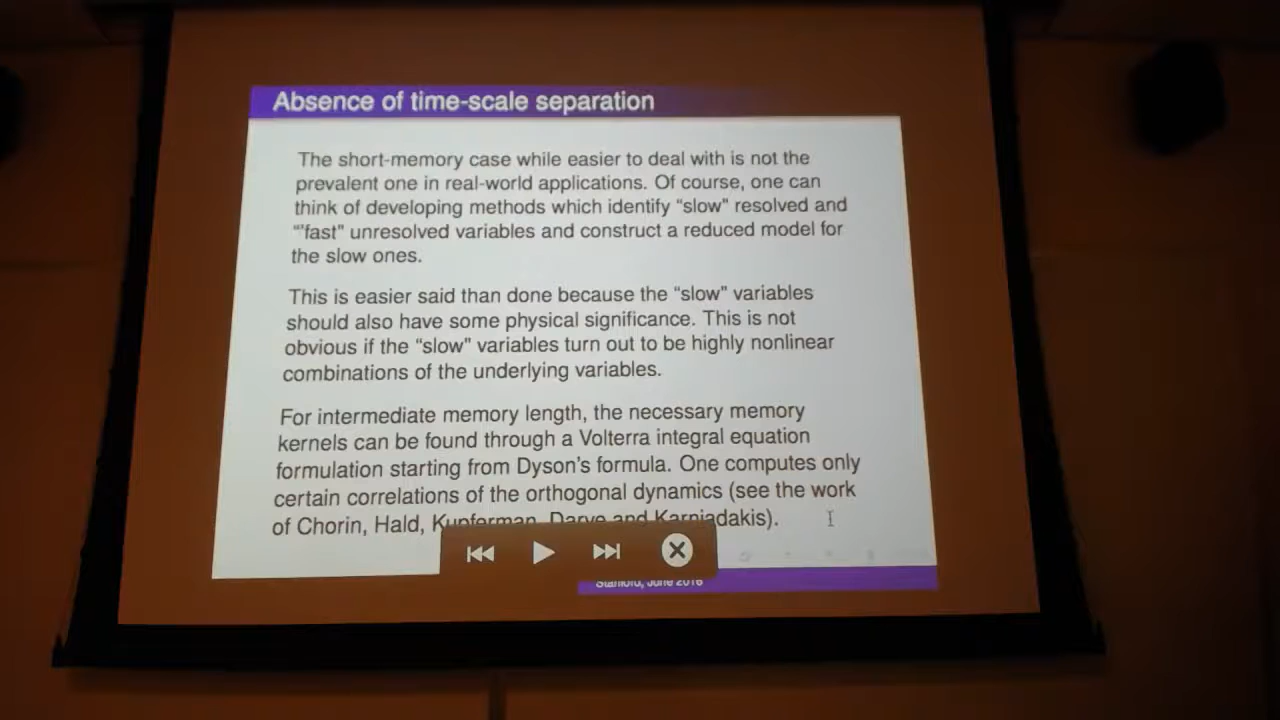 Absence of time-scale separation
The short-memory case while easier to deal with is not the
prevalent one in real-world applications. Of course, one can
think of developing methods which identify “slow” resolved and
“'fast” unresolved variables and construct a reduced model for
the slow ones.
This is easier said than done because the “slow” variables
should also have some physical significance. This is not
obvious if the “slow” variables turn out to be highly nonlinear
combinations of the underlying variables.
For intermediate memory length, the necessary memory
kernels can be found through a Volterra integral equation
formulation starting from Dyson's formula. One computes only
certain correlations of the orthogonal dynamics (see the work
of Chorin, Hald, Kupferman, Darve and Karniadakis).
Stanford, June 2016